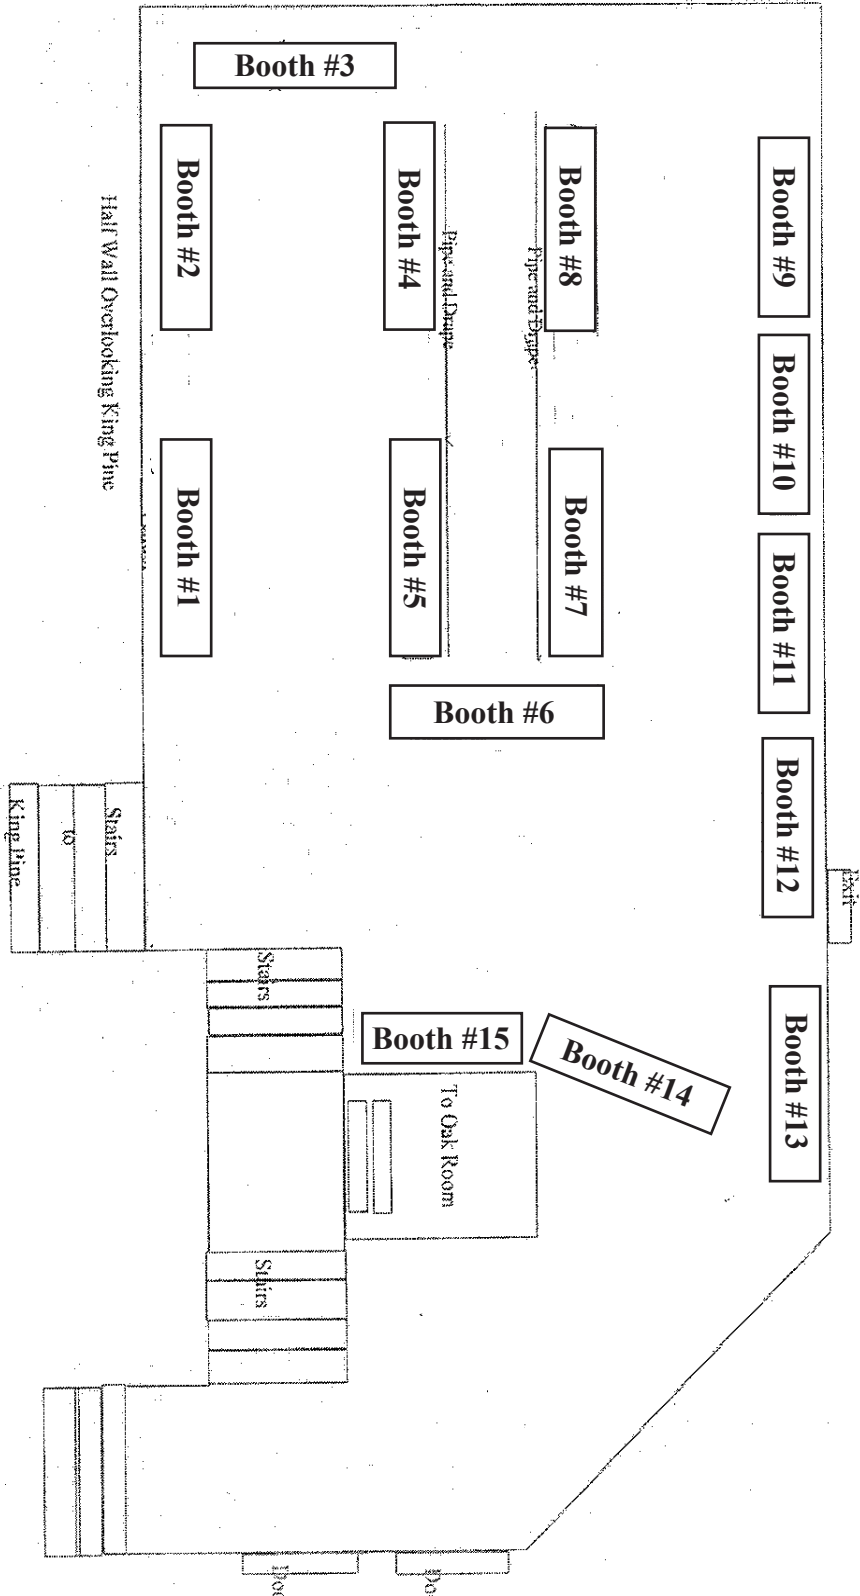 Booth #3
Booth #2
Booth #4
Booth #8
Booth #9
Half Wall Overlooking King Pine
Pipe and Drape
Pipe and Drape
Booth #10
Booth #1
Booth #5
Booth #7
Booth #11
Booth #6
Booth #12
Stairs
to
King Pine
Exit
Stairs
Booth #15
Booth #14
Booth #13
To Oak Room
Stairs
Doo
Do